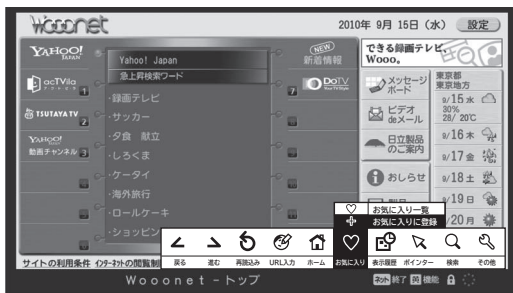 Wooonet
2010年 9月 15日 (水)
設定
YAHOO!
JAPAN
acTVila
1
TSUTAYA TV
2
YAHOO!
動画チャンネル 3
Yahoo! Japan
急上昇検索ワード
・録画テレビ
・サッカー
・夕食 献立
・しろくま
・ケータイ
・海外旅行
・ロールケーキ
・ショッピン
NEW
新着情報
7
DoTV
できる録画テレビ、
Wooo。
メッセージ
ボード
ビデオ
deメール
日立製品
のご案内
おしらせ
東京都
東京地方
9/15 水
30%
28/ 20℃
9/16 木
9/17 金
9/18 土
9/19 日
9/20 月
お気に入り一覧
お気に入りに登録
戻る
進む
再読込み
URL入力
ホーム
お気に入り
表示履歴
ポインター
検索
その他
サイトの利用条件
インターネットの閲覧制
Wooonet - トップ
ネット 終了 英 機能